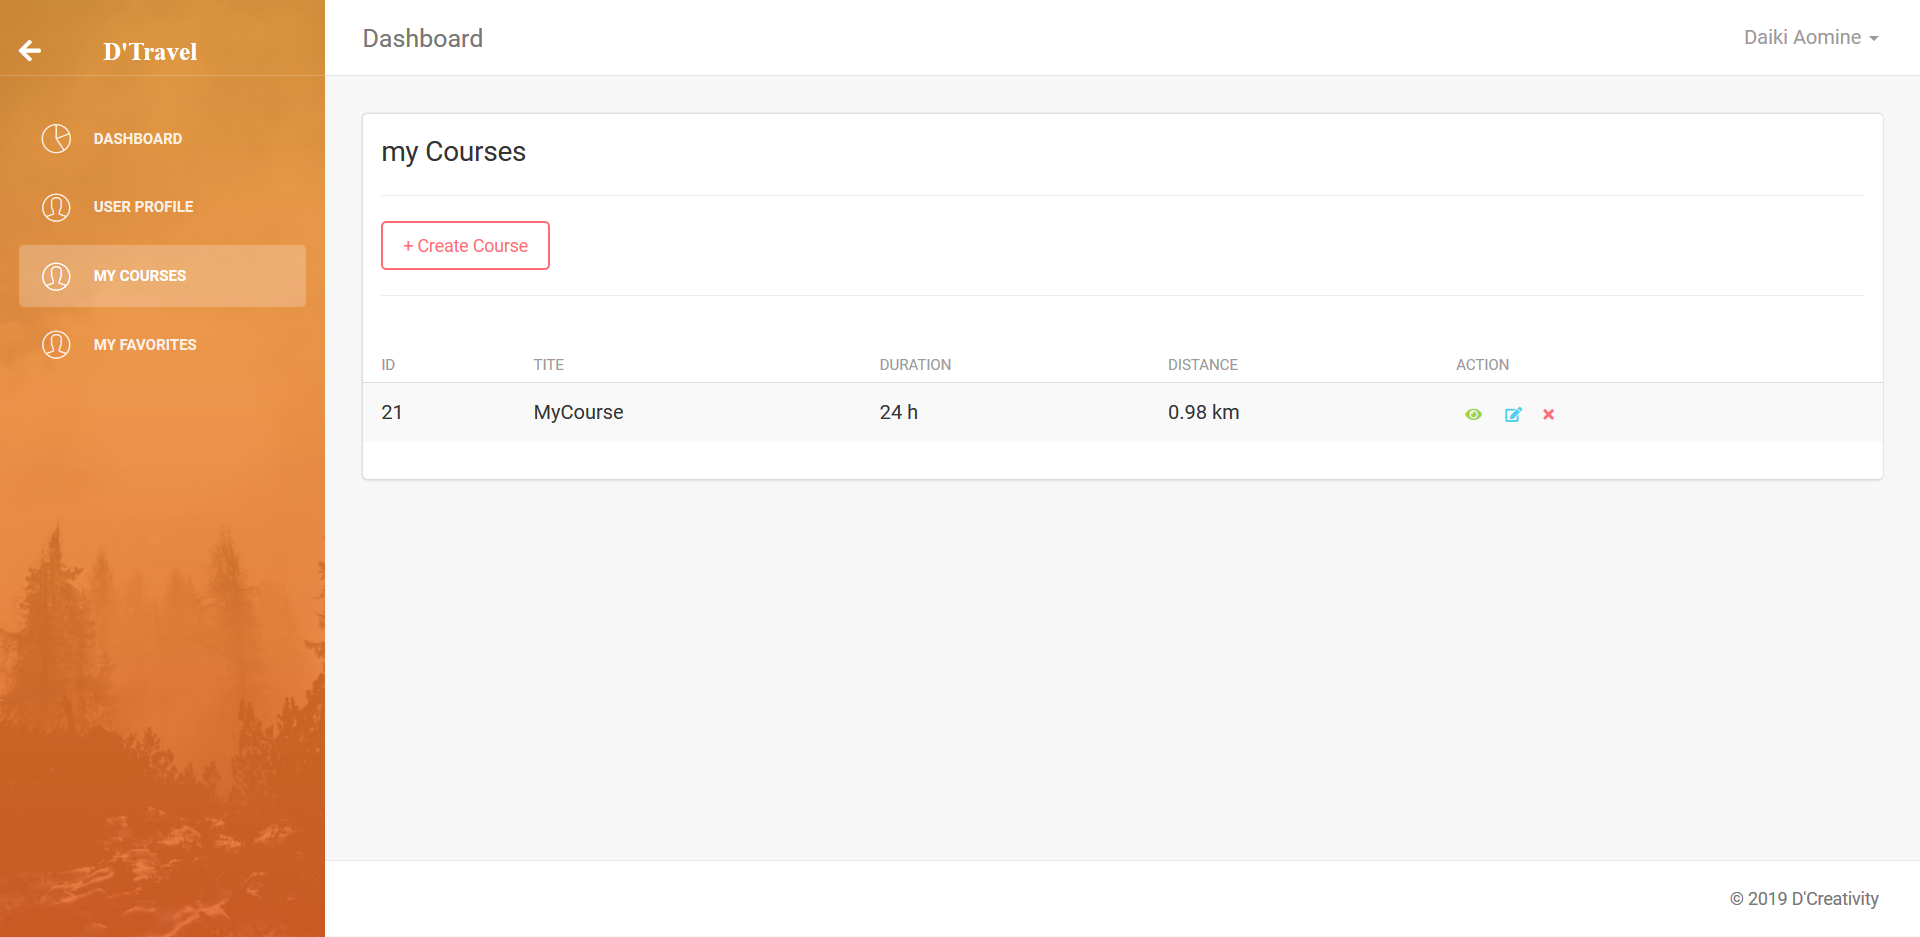 D'Travel
DASHBOARD
USER PROFILE
MY COURSES
MY FAVORITES
Dashboard
Daiki Aomine
my Courses
+ Create Course
ID TITE DURATION DISTANCE ACTION
21 MyCourse 24 h 0.98 km
© 2019 D'Creativity